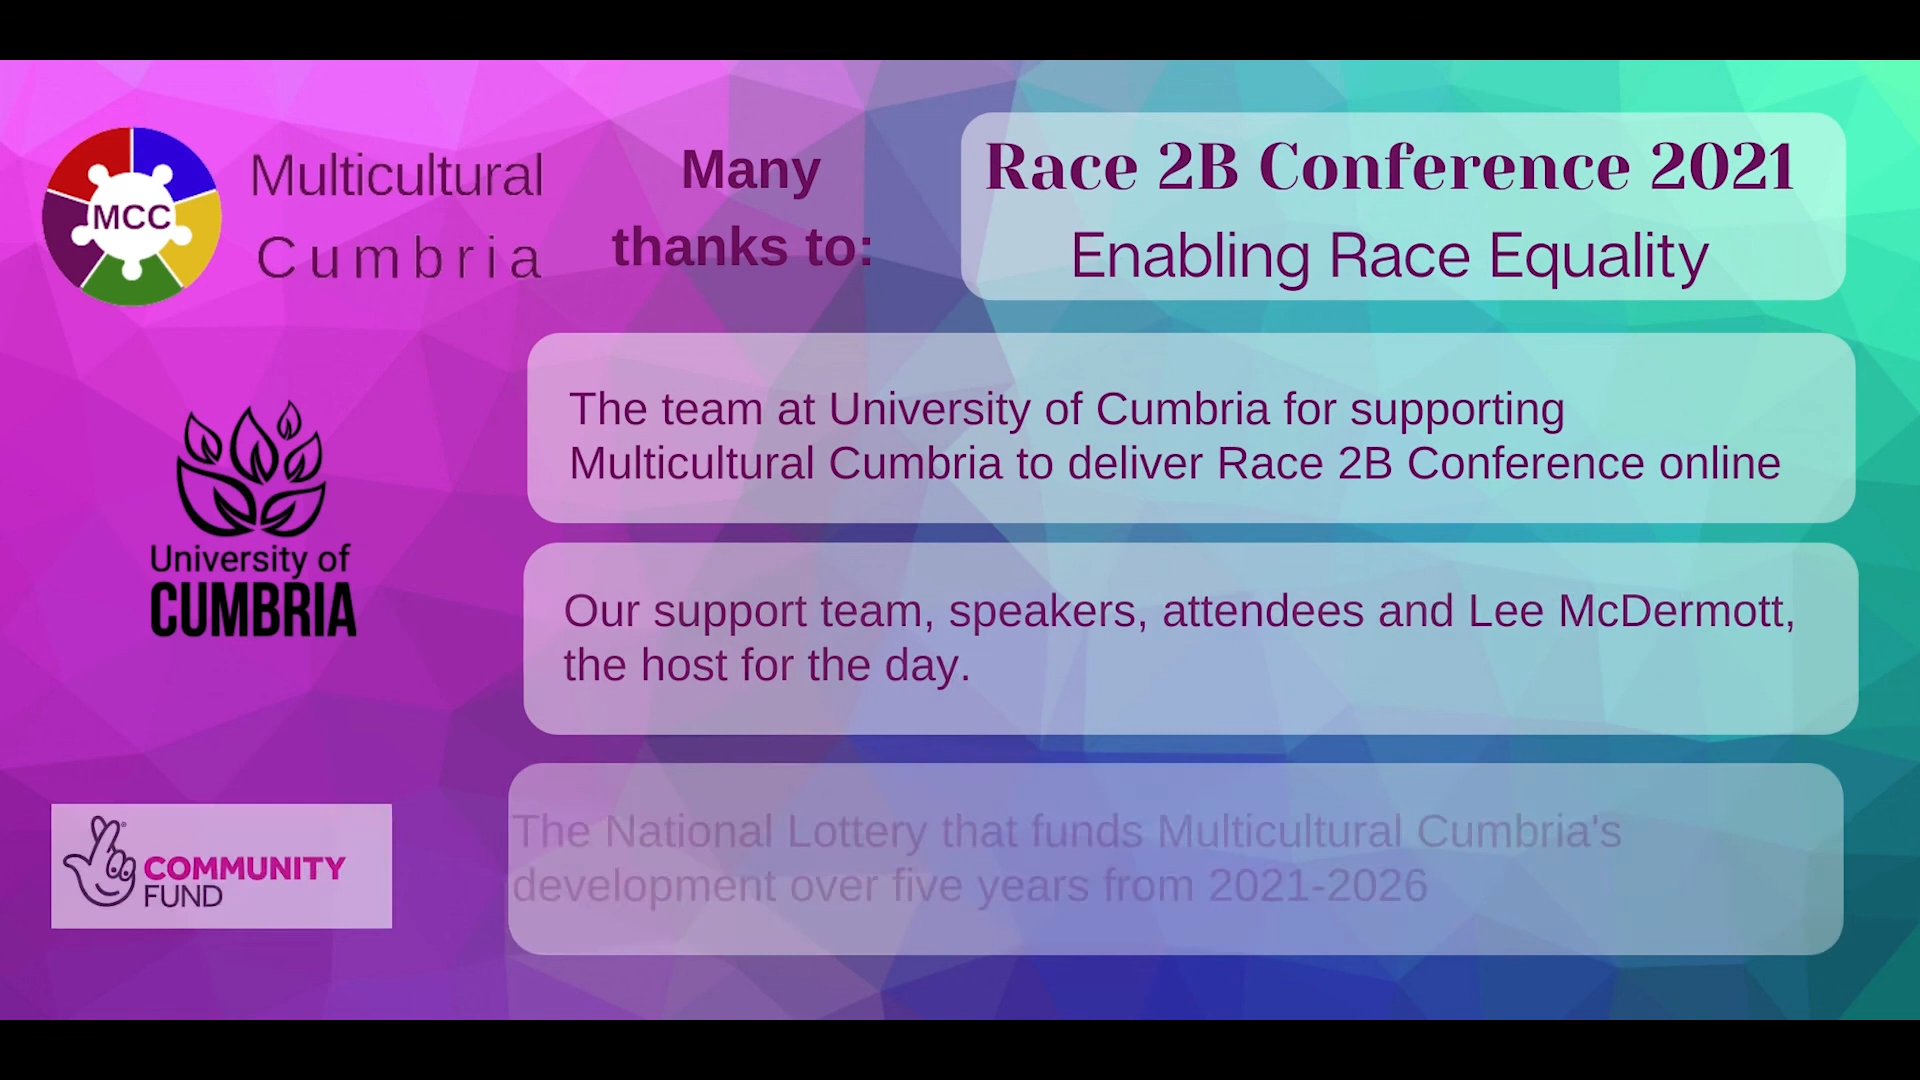 MCC
Multicultural
Cumbria
Many
thanks to:
Race 2B Conference 2021
Enabling Race Equality
The team at University of Cumbria for supporting
Multicultural Cumbria to deliver Race 2B Conference online
University of
CUMBRIA
Our support team, speakers, attendees and Lee McDermott,
the host for the day.
COMMUNITY
FUND
The National Lottery that funds Multicultural Cumbria's
development over five years from 2021-2026